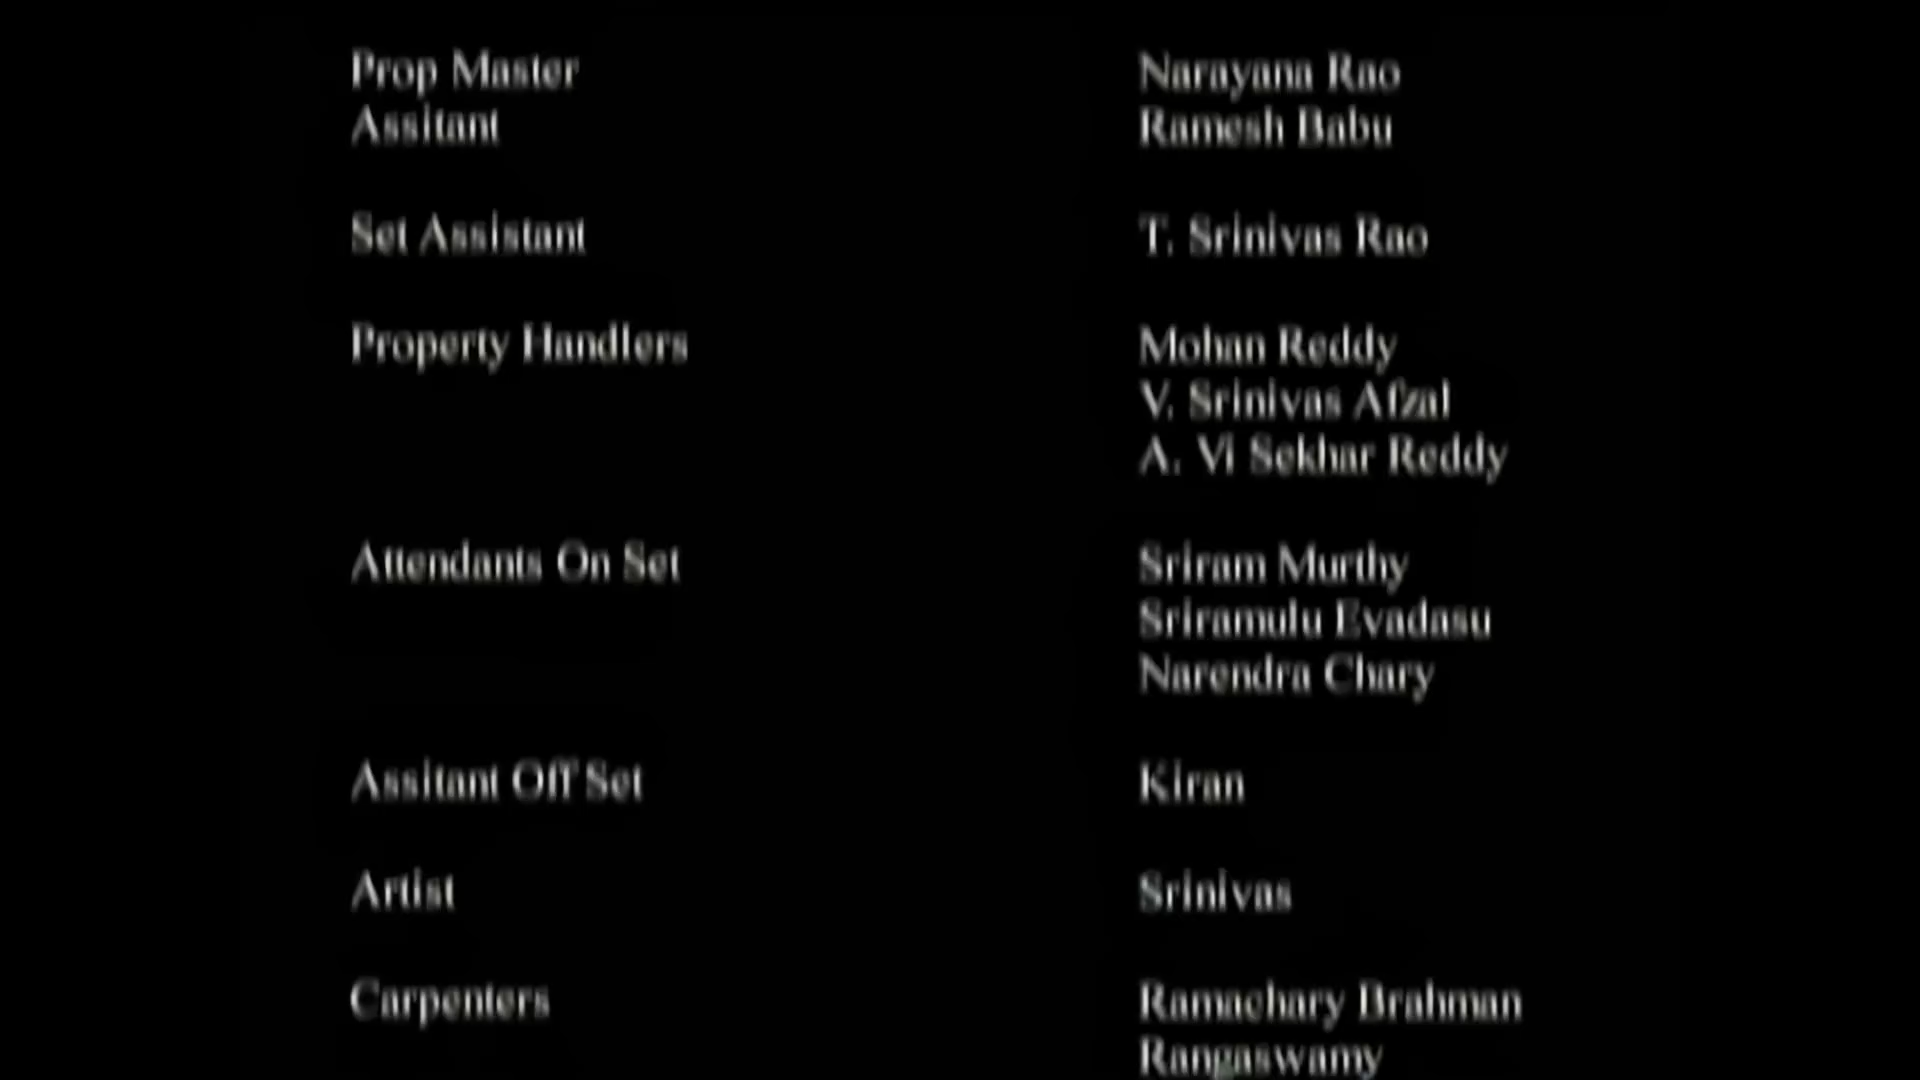 Prop Master Narayana Rao
Assitant Ramesh Babu
Set Assistant T. Srinivas Rao
Property Handlers Mohan Reddy
V. Srinivas Afzal
A. Vi Sekhar Reddy
Attendants On Set Sriram Murthy
Sriramulu Evadasu
Narendra Chary
Assitant Off Set Kiran
Artist Srinivas
Carpenters Ramachary Brahman
Rangaswamy